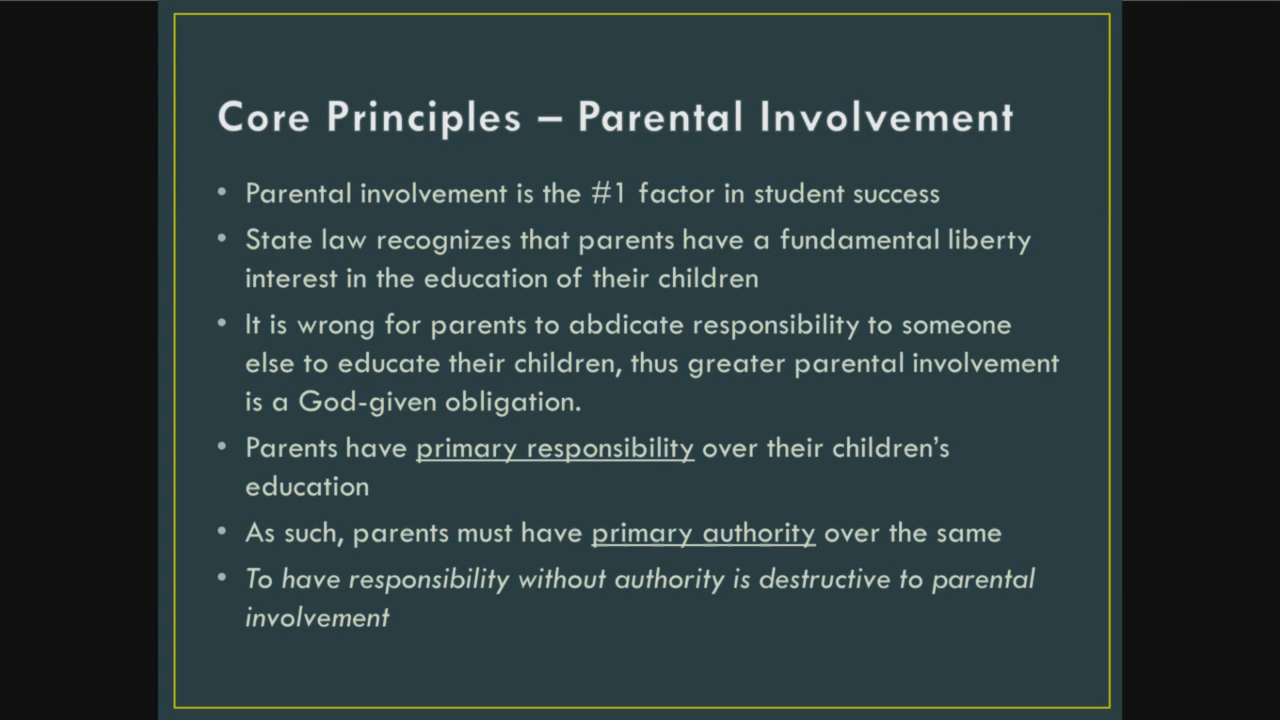 Core Principles – Parental Involvement
• Parental involvement is the #1 factor in student success
• State law recognizes that parents have a fundamental liberty
interest in the education of their children
• It is wrong for parents to abdicate responsibility to someone
else to educate their children, thus greater parental involvement
is a God-given obligation.
• Parents have primary responsibility over their children’s
education
• As such, parents must have primary authority over the same
• To have responsibility without authority is destructive to parental
involvement